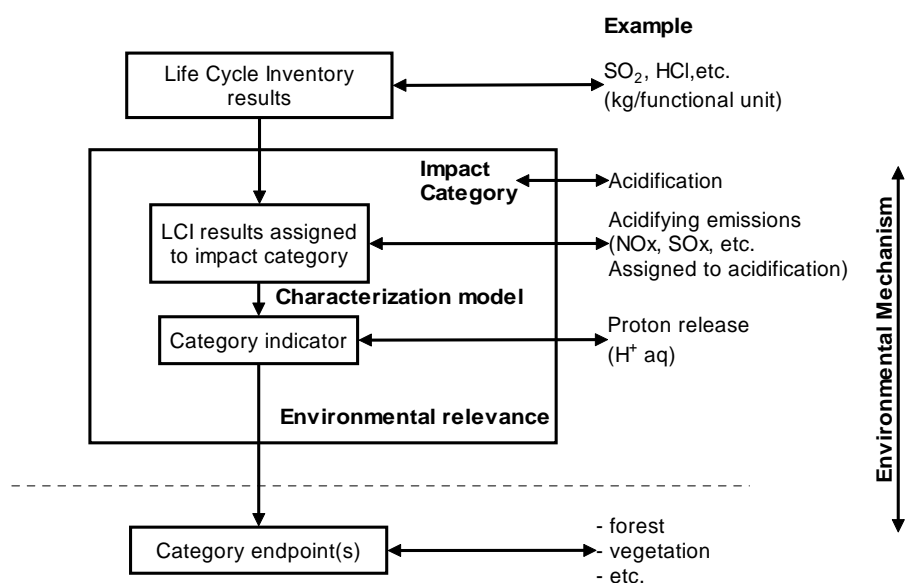 Example
Life Cycle Inventory
results
SO₂, HCl,etc.
(kg/functional unit)
Impact
Category
Acidification
LCI results assigned
to impact category
Acidifying emissions
(NOx, SOx, etc.
Assigned to acidification)
Characterization model
Category indicator
Proton release
(H⁺ aq)
Environmental relevance
Environmental Mechanism
Category endpoint(s)
- forest
- vegetation
- etc.